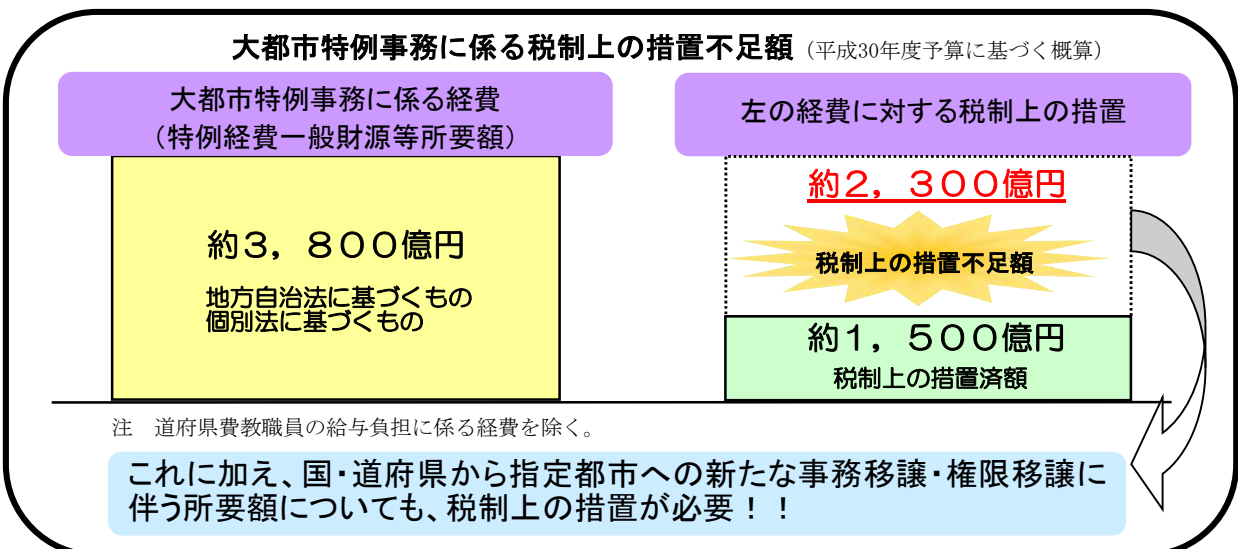 大都市特例事務に係る税制上の措置不足額（平成30年度予算に基づく概算）
大都市特例事務に係る経費
（特例経費一般財源等所要額）
左の経費に対する税制上の措置
約３，８００億円
地方自治法に基づくもの
個別法に基づくもの
約２，３００億円
税制上の措置不足額
約１，５００億円
税制上の措置済額
注　道府県費教職員の給与負担に係る経費を除く。
これに加え、国・道府県から指定都市への新たな事務移譲・権限移譲に
伴う所要額についても、税制上の措置が必要！！